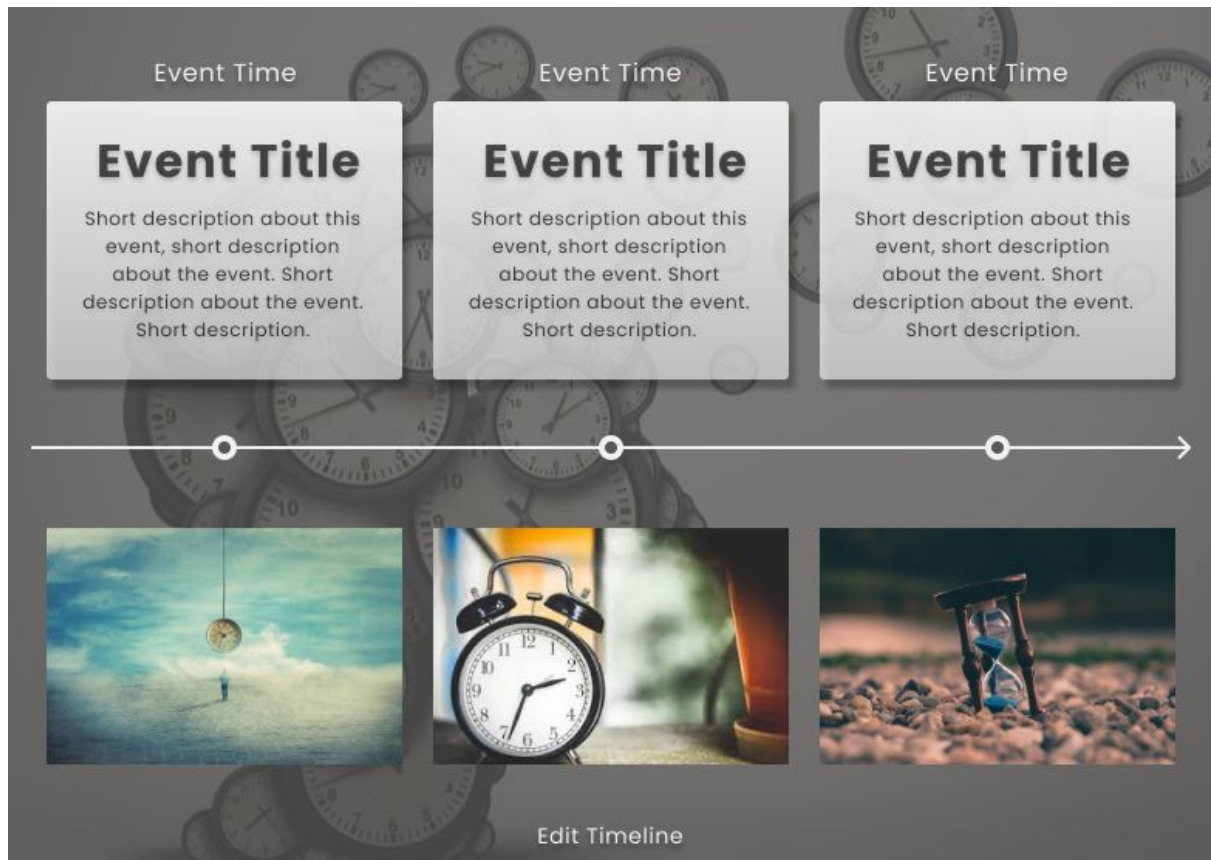 Event Time
Event Title
Short description about this
event, short description
about the event. Short
description about the event.
Short description.
Event Time
Event Title
Short description about this
event, short description
about the event. Short
description about the event.
Short description.
Event Time
Event Title
Short description about this
event, short description
about the event. Short
description about the event.
Short description.
Edit Timeline